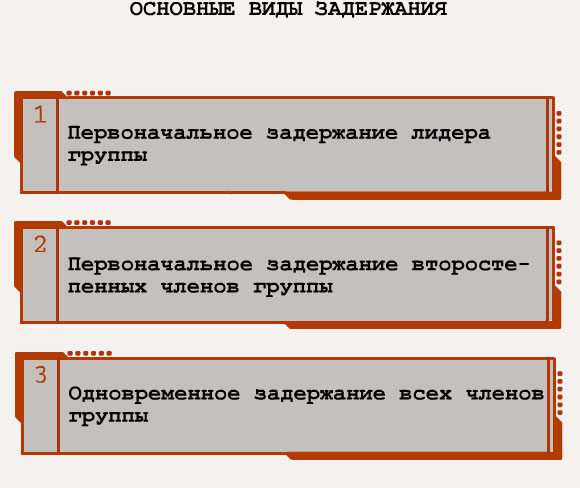 ОСНОВНЫЕ ВИДЫ ЗАДЕРЖАНИЯ
1
Первоначальное задержание лидера
группы
2
Первоначальное задержание второсте-
пенных членов группы
3
Одновременное задержание всех членов
группы